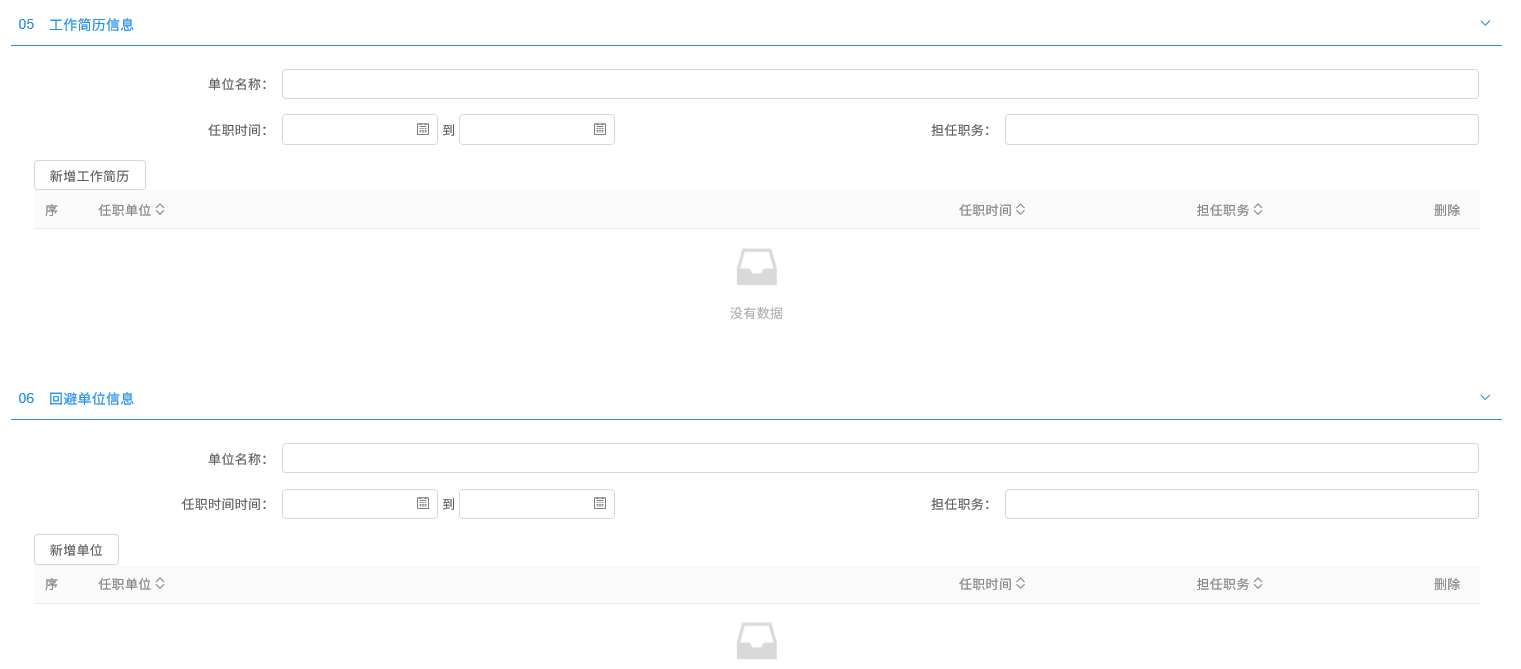 05 工作简历信息
单位名称：
任职时间： 到 担任职务：
新增工作简历
序 任职单位 任职时间 担任职务 删除
没有数据
06 回避单位信息
单位名称：
任职时间时间： 到 担任职务：
新增单位
序 任职单位 任职时间 担任职务 删除